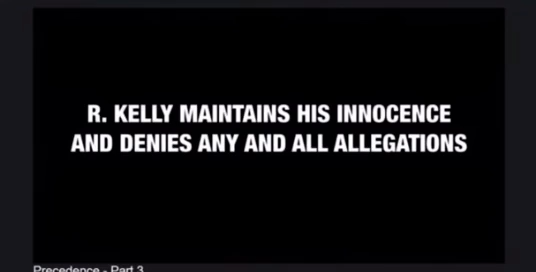 R. KELLY MAINTAINS HIS INNOCENCE
AND DENIES ANY AND ALL ALLEGATIONS
Precedence - Part 3